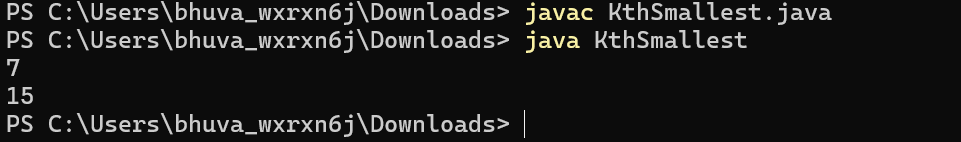 PS C:\Users\bhuva_wxrxn6j\Downloads> javac KthSmallest.java
PS C:\Users\bhuva_wxrxn6j\Downloads> java KthSmallest
7
15
PS C:\Users\bhuva_wxrxn6j\Downloads>